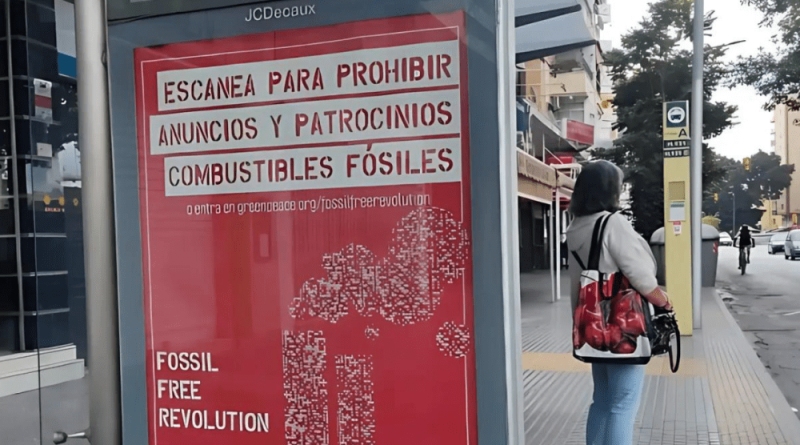 JCDecaux
ESCANEA PARA PROHIBIR
ANUNCIOS Y PATROCINIOS
COMBUSTIBLES FÓSILES
o entra en greenpeace.org/fossilfreerevolution
FOSSIL
FREE
REVOLUTION
A